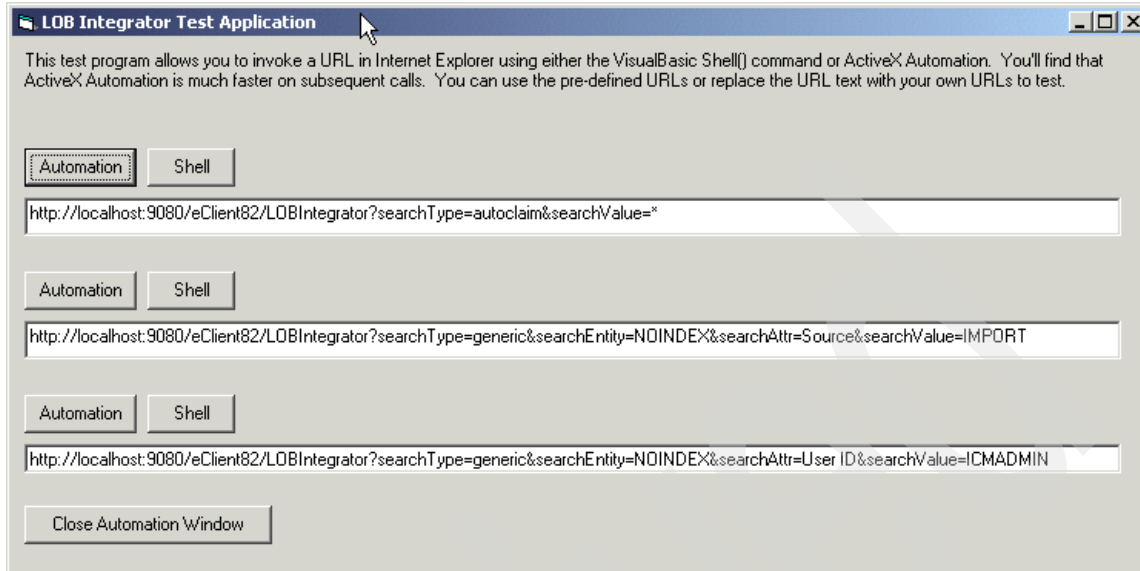 LOB Integrator Test Application
This test program allows you to invoke a URL in Internet Explorer using either the VisualBasic Shell() command or ActiveX Automation. You'll find that
ActiveX Automation is much faster on subsequent calls. You can use the pre-defined URLs or replace the URL text with your own URLs to test.
Automation Shell
http://localhost:9080/eClient82/LOBIntegrator?searchType=autoclaim&searchValue=*
Automation Shell
http://localhost:9080/eClient82/LOBIntegrator?searchType=generic&searchEntity=NOINDEX&searchAttr=Source&searchValue=IMPORT
Automation Shell
http://localhost:9080/eClient82/LOBIntegrator?searchType=generic&searchEntity=NOINDEX&searchAttr=User ID&searchValue=ICMADMIN
Close Automation Window